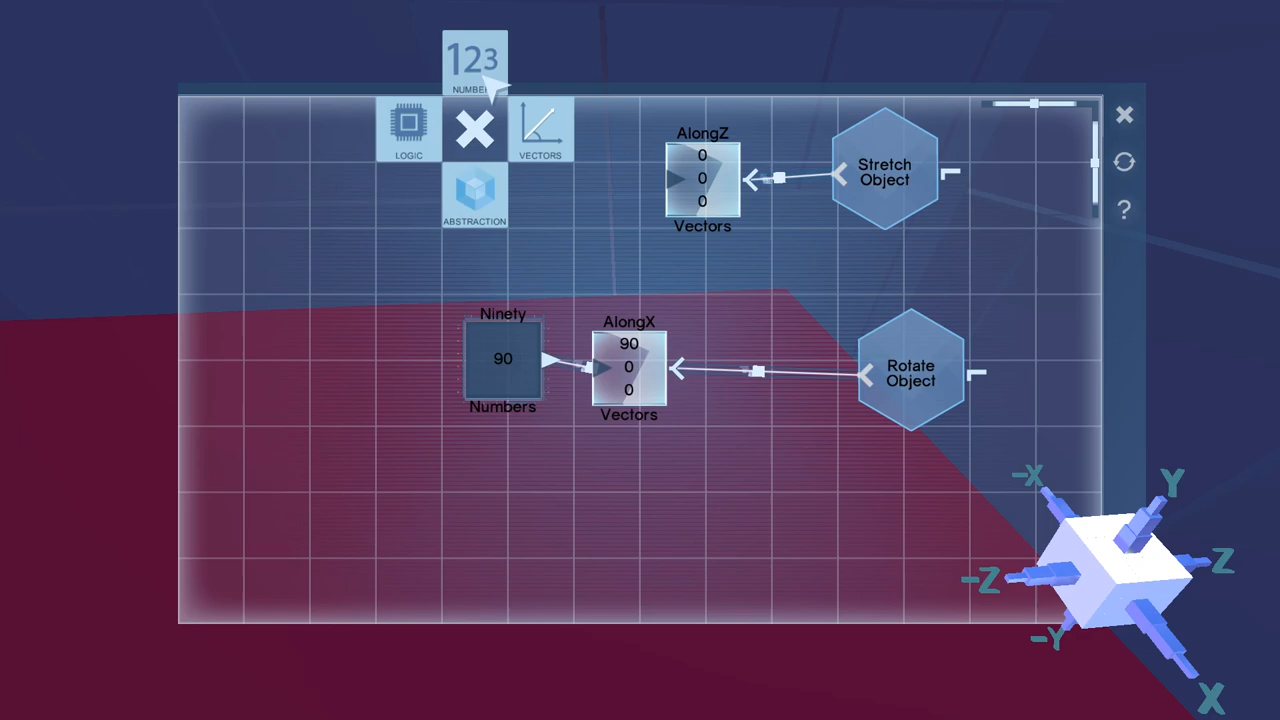 123
NUMBE
LOGIC
VECTORS
ABSTRACTION
AlongZ
0
0
0
Vectors
Stretch
Object
?
Ninety
90
Numbers
AlongX
90
0
0
Vectors
Rotate
Object
-X
Y
-Z
Z
-Y
X